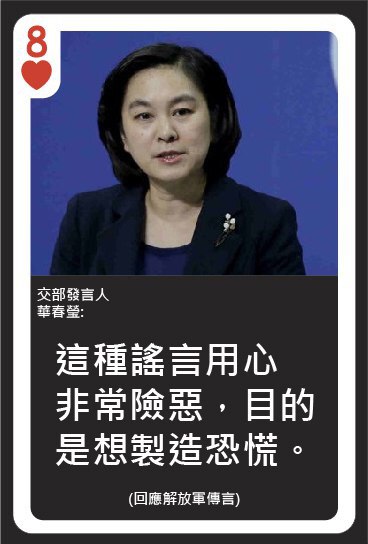 8
交部發言人
華春瑩:
這種謠言用心
非常險惡，目的
是想製造恐慌。
(回應解放軍傳言)